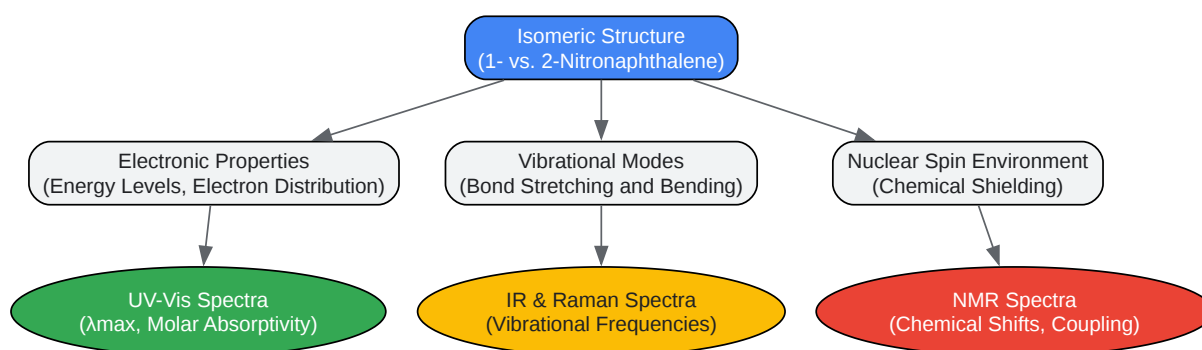 Isomeric Structure
(1- vs. 2-Nitronaphthalene)
Electronic Properties
(Energy Levels, Electron Distribution)
Vibrational Modes
(Bond Stretching and Bending)
Nuclear Spin Environment
(Chemical Shielding)
UV-Vis Spectra
(λmax, Molar Absorptivity)
IR & Raman Spectra
(Vibrational Frequencies)
NMR Spectra
(Chemical Shifts, Coupling)